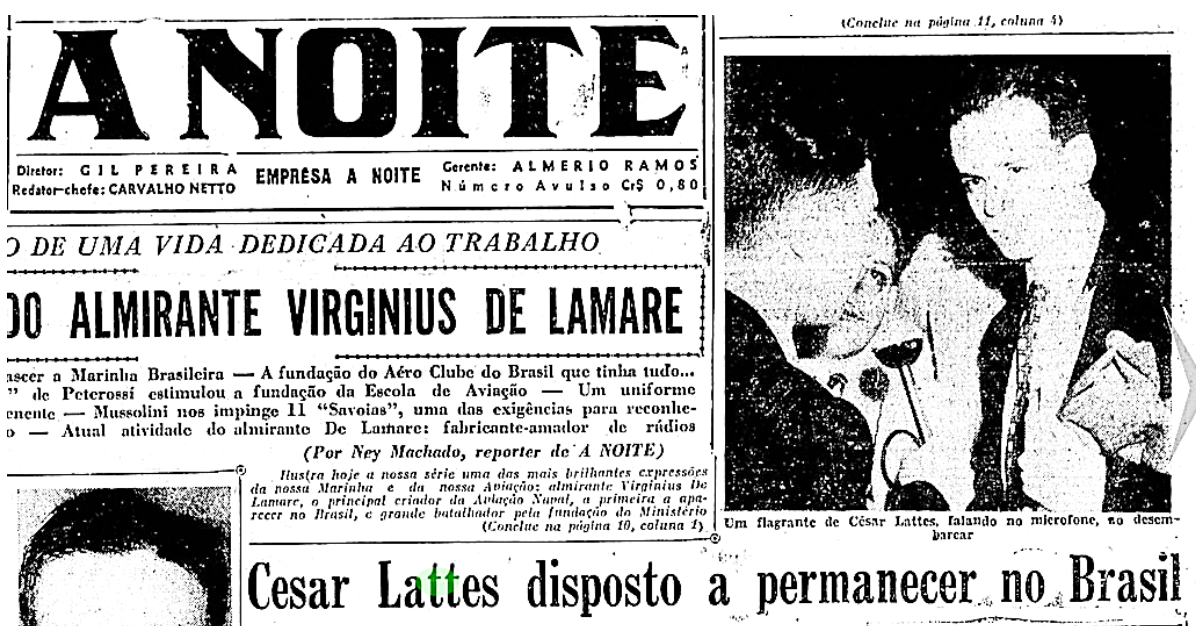 A NOITE
Diretor: GIL PEREIRA
Redator-chefe: CARVALHO NETTO
EMPRÊSA A NOITE
Gerente: ALMERIO RAMOS
Número Avulso Cr$ 0,80
O DE UMA VIDA DEDICADA AO TRABALHO
DO ALMIRANTE VIRGINIUS DE LAMARE
ascer a Marinha Brasileira — A fundação do Aéro Clube do Brasil que tinha tudo...
" de Peterossi estimulou a fundação da Escola de Aviação — Um uniforme
enente — Mussolini nos impinge 11 "Savoias", uma das exigências para reconhe-
o — Atual atividade do almirante De Lamare: fabricante-amador de rádios
(Por Ney Machado, reporter de A NOITE)
Ilustra hoje a nossa série uma das mais brilhantes expressões
da nossa Marinha e da nossa Aviação: almirante Virginius De
Lamare, o principal criador da Aviação Naval, a primeira a apa-
recer no Brasil, e grande batalhador pela fundação do Ministério
(Conclue na página 10, coluna 1)
(Conclue na página 11, coluna 4)
Um flagrante de César Lattes, falando no microfone, no desem-
barcar
Cesar Lattes disposto a permanecer no Brasil